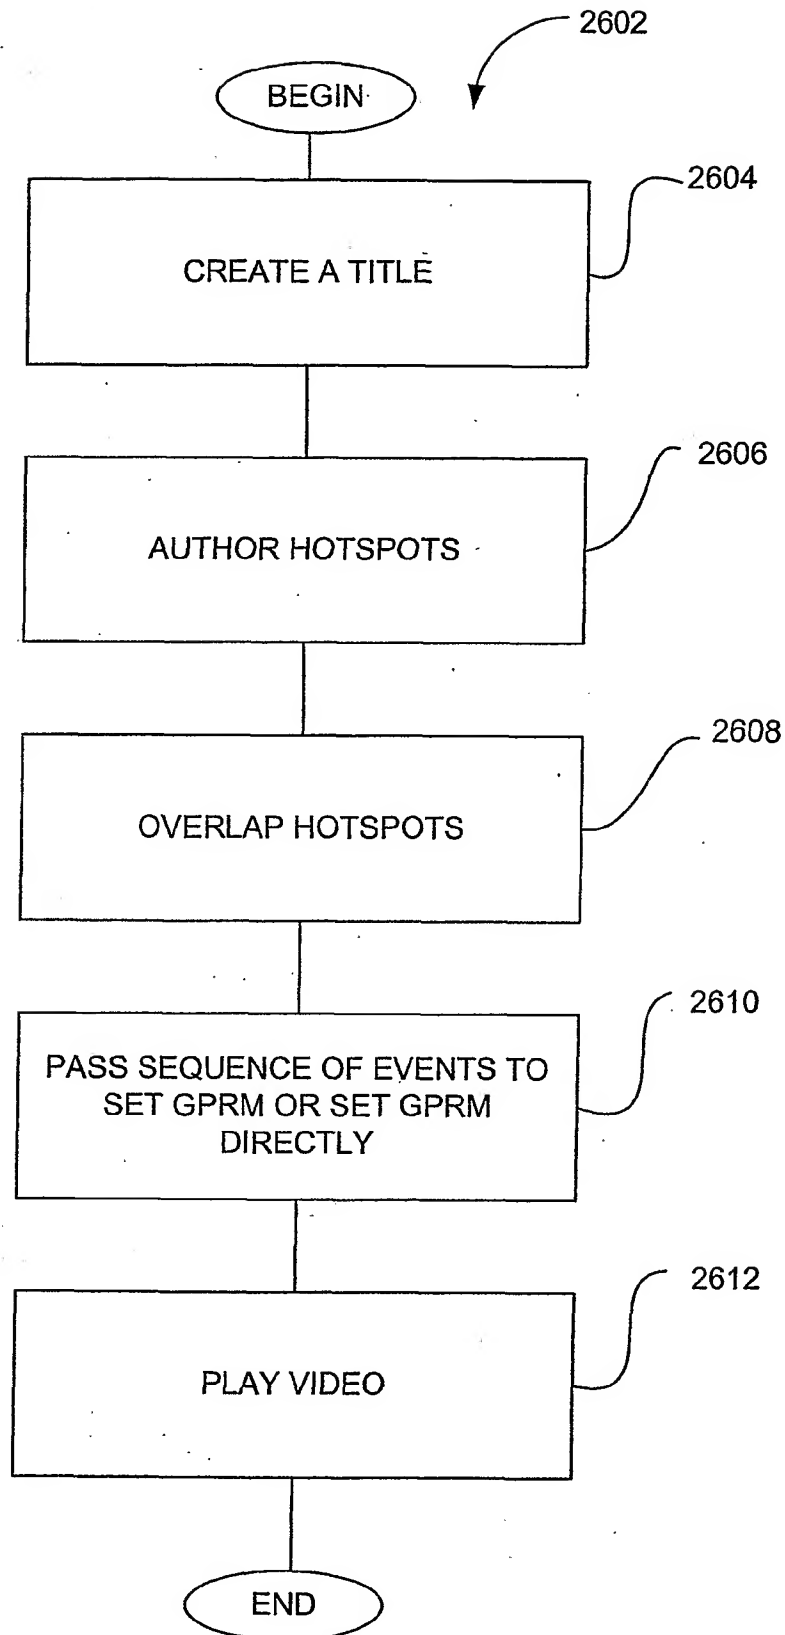 2602
BEGIN
2604
CREATE A TITLE
2606
AUTHOR HOTSPOTS
2608
OVERLAP HOTSPOTS
2610
PASS SEQUENCE OF EVENTS TO
SET GPRM OR SET GPRM
DIRECTLY
2612
PLAY VIDEO
END